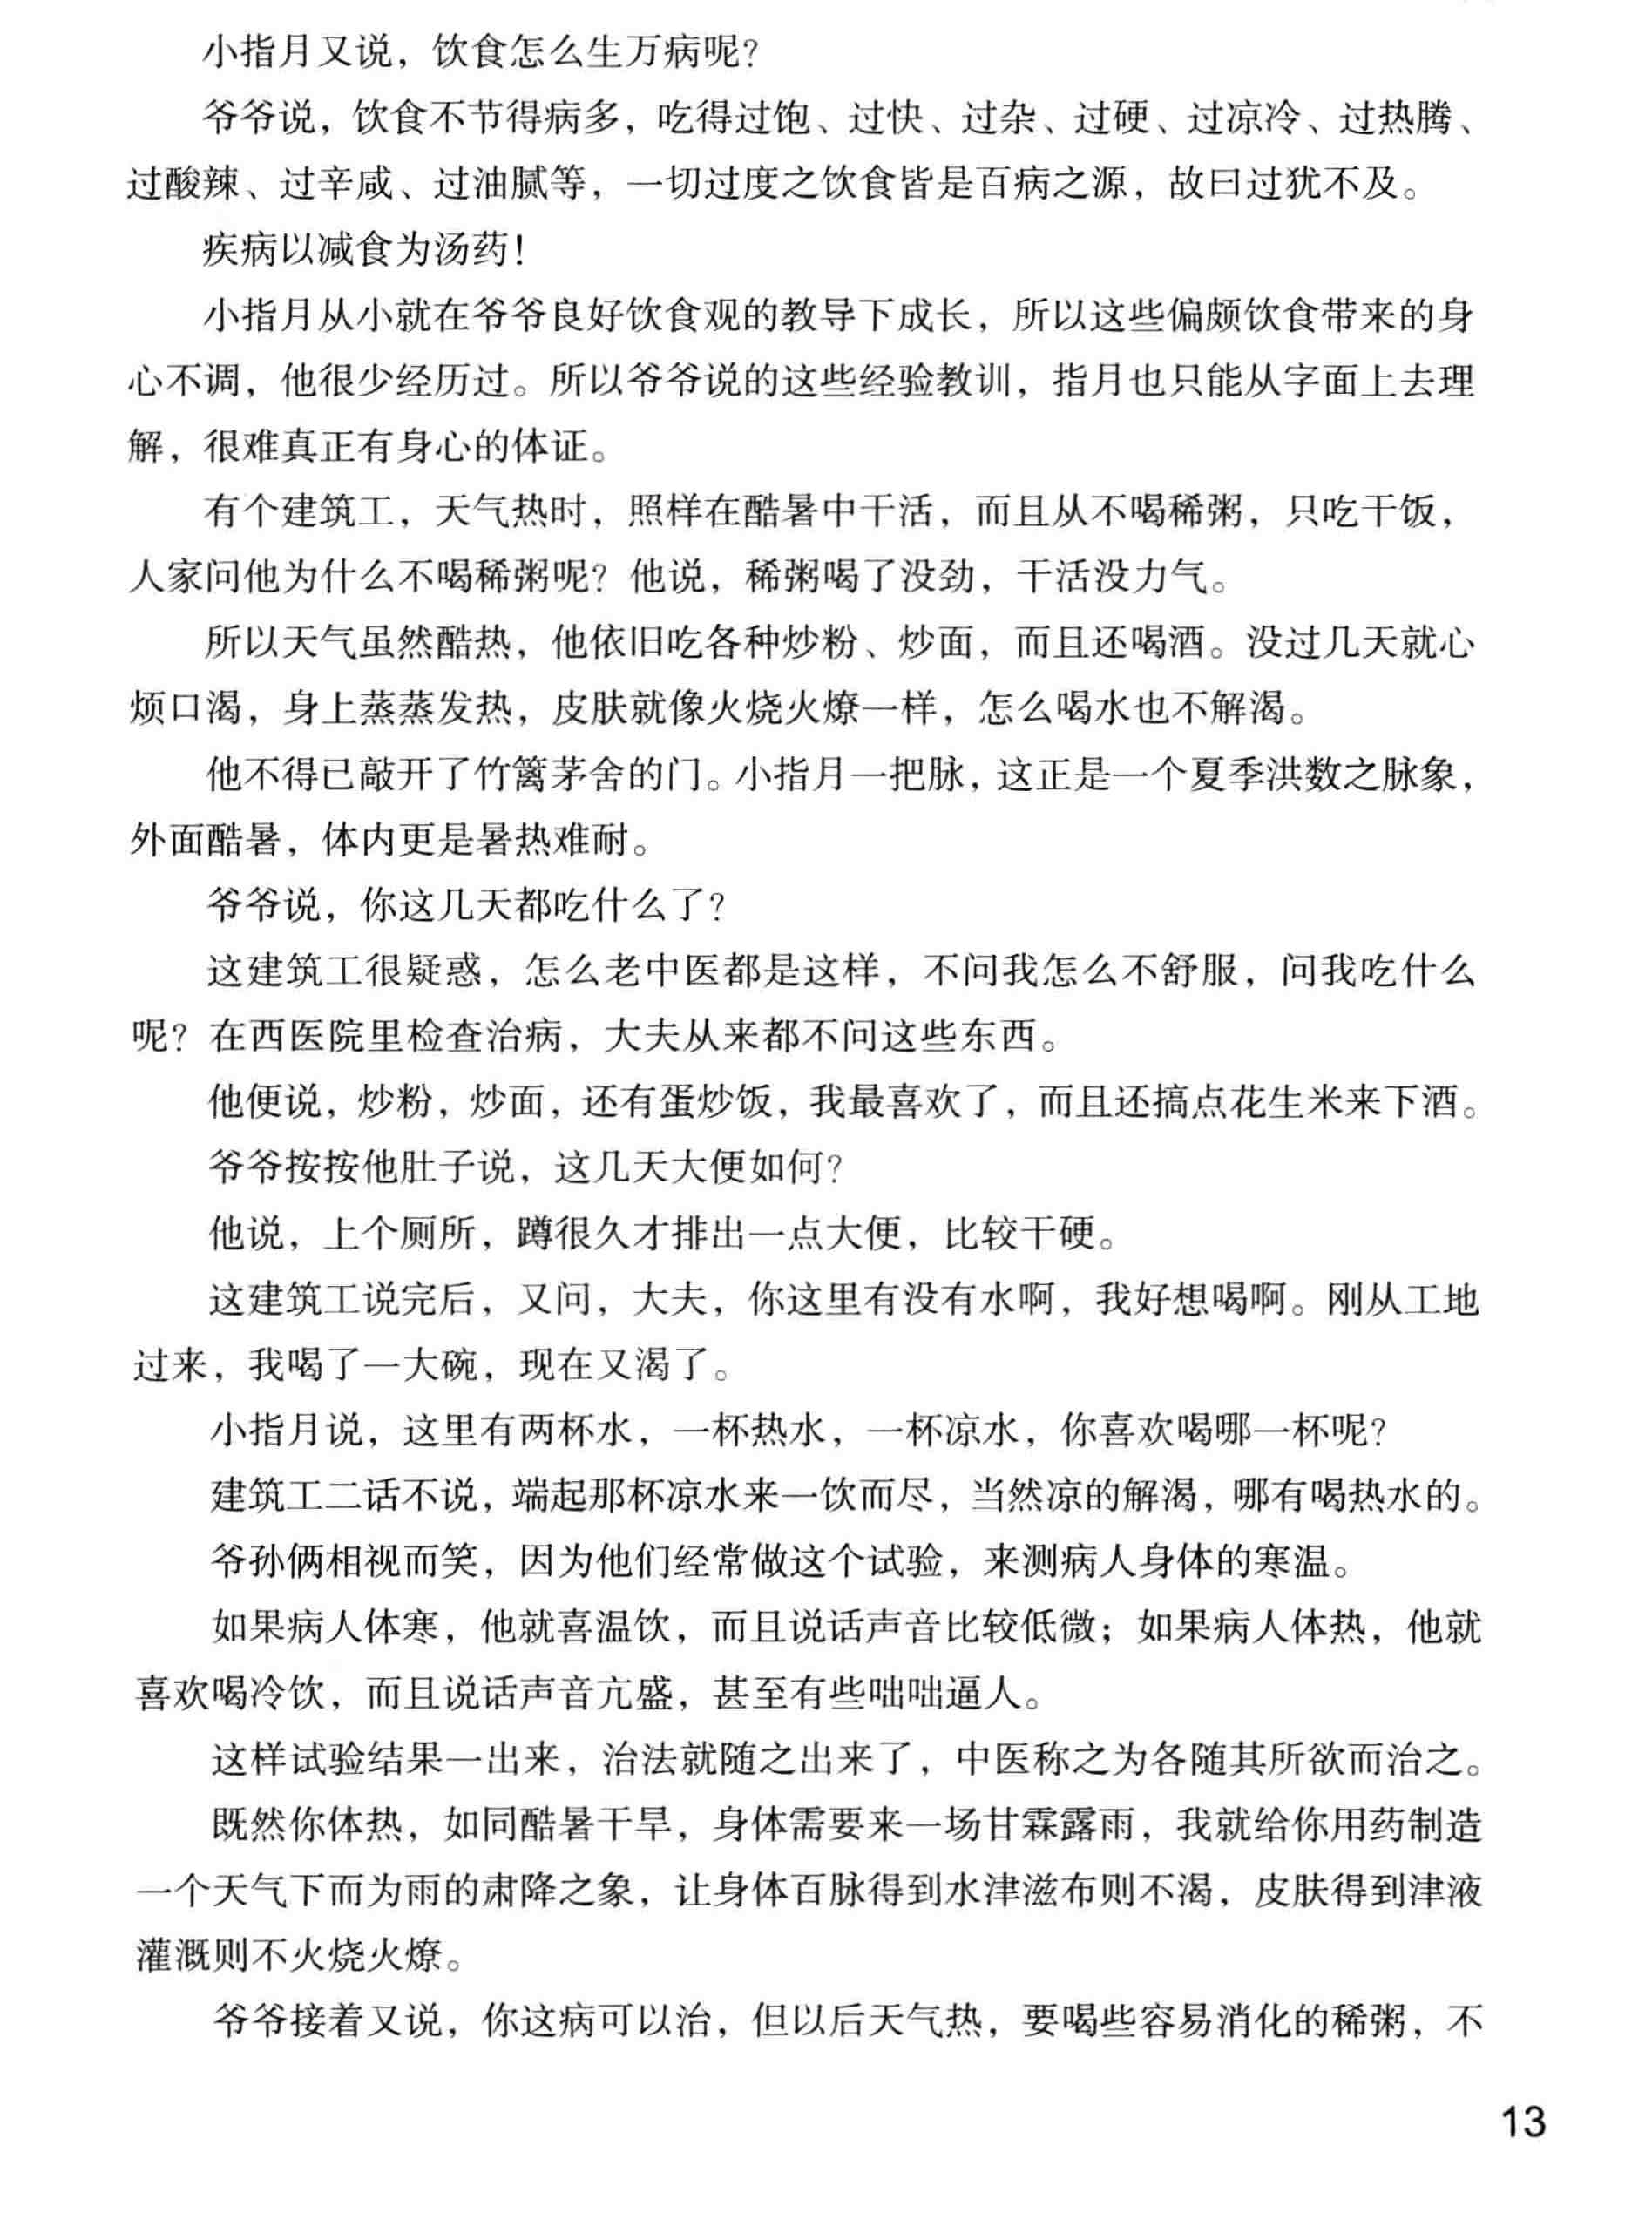 小指月又说，饮食怎么生万病呢？
爷爷说，饮食不节得病多，吃得过饱、过快、过杂、过硬、过凉冷、过热腾、
过酸辣、过辛咸、过油腻等，一切过度之饮食皆是百病之源，故曰过犹不及。
疾病以减食为汤药！
小指月从小就在爷爷良好饮食观的教导下成长，所以这些偏颇饮食带来的身
心不调，他很少经历过。所以爷爷说的这些经验教训，指月也只能从字面上去理
解，很难真正有身心的体证。
有个建筑工，天气热时，照样在酷暑中干活，而且从不喝稀粥，只吃干饭，
人家问他为什么不喝稀粥呢？他说，稀粥喝了没劲，干活没力气。
所以天气虽然酷热，他依旧吃各种炒粉、炒面，而且还喝酒。没过几天就心
烦口渴，身上蒸蒸发热，皮肤就像火烧火燎一样，怎么喝水也不解渴。
他不得已敲开了竹篱茅舍的门。小指月一把脉，这正是一个夏季洪数之脉象，
外面酷暑，体内更是暑热难耐。
爷爷说，你这几天都吃什么了？
这建筑工很疑惑，怎么老中医都是这样，不问我怎么不舒服，问我吃什么
呢？在西医院里检查治病，大夫从来都不问这些东西。
他便说，炒粉，炒面，还有蛋炒饭，我最喜欢了，而且还搞点花生米来下酒。
爷爷按按他肚子说，这几天大便如何？
他说，上个厕所，蹲很久才排出一点大便，比较干硬。
这建筑工说完后，又问，大夫，你这里有没有水啊，我好想喝啊。刚从工地
过来，我喝了一大碗，现在又渴了。
小指月说，这里有两杯水，一杯热水，一杯凉水，你喜欢喝哪一杯呢？
建筑工二话不说，端起那杯凉水来一饮而尽，当然凉的解渴，哪有喝热水的。
爷孙俩相视而笑，因为他们经常做这个试验，来测病人身体的寒温。
如果病人体寒，他就喜温饮，而且说话声音比较低微；如果病人体热，他就
喜欢喝冷饮，而且说话声音亢盛，甚至有些咄咄逼人。
这样试验结果一出来，治法就随之出来了，中医称之为各随其所欲而治之。
既然你体热，如同酷暑干旱，身体需要来一场甘霖露雨，我就给你用药制造
一个天气下而为雨的肃降之象，让身体百脉得到水津滋布则不渴，皮肤得到津液
灌溉则不火烧火燎。
爷爷接着又说，你这病可以治，但以后天气热，要喝些容易消化的稀粥，不
13